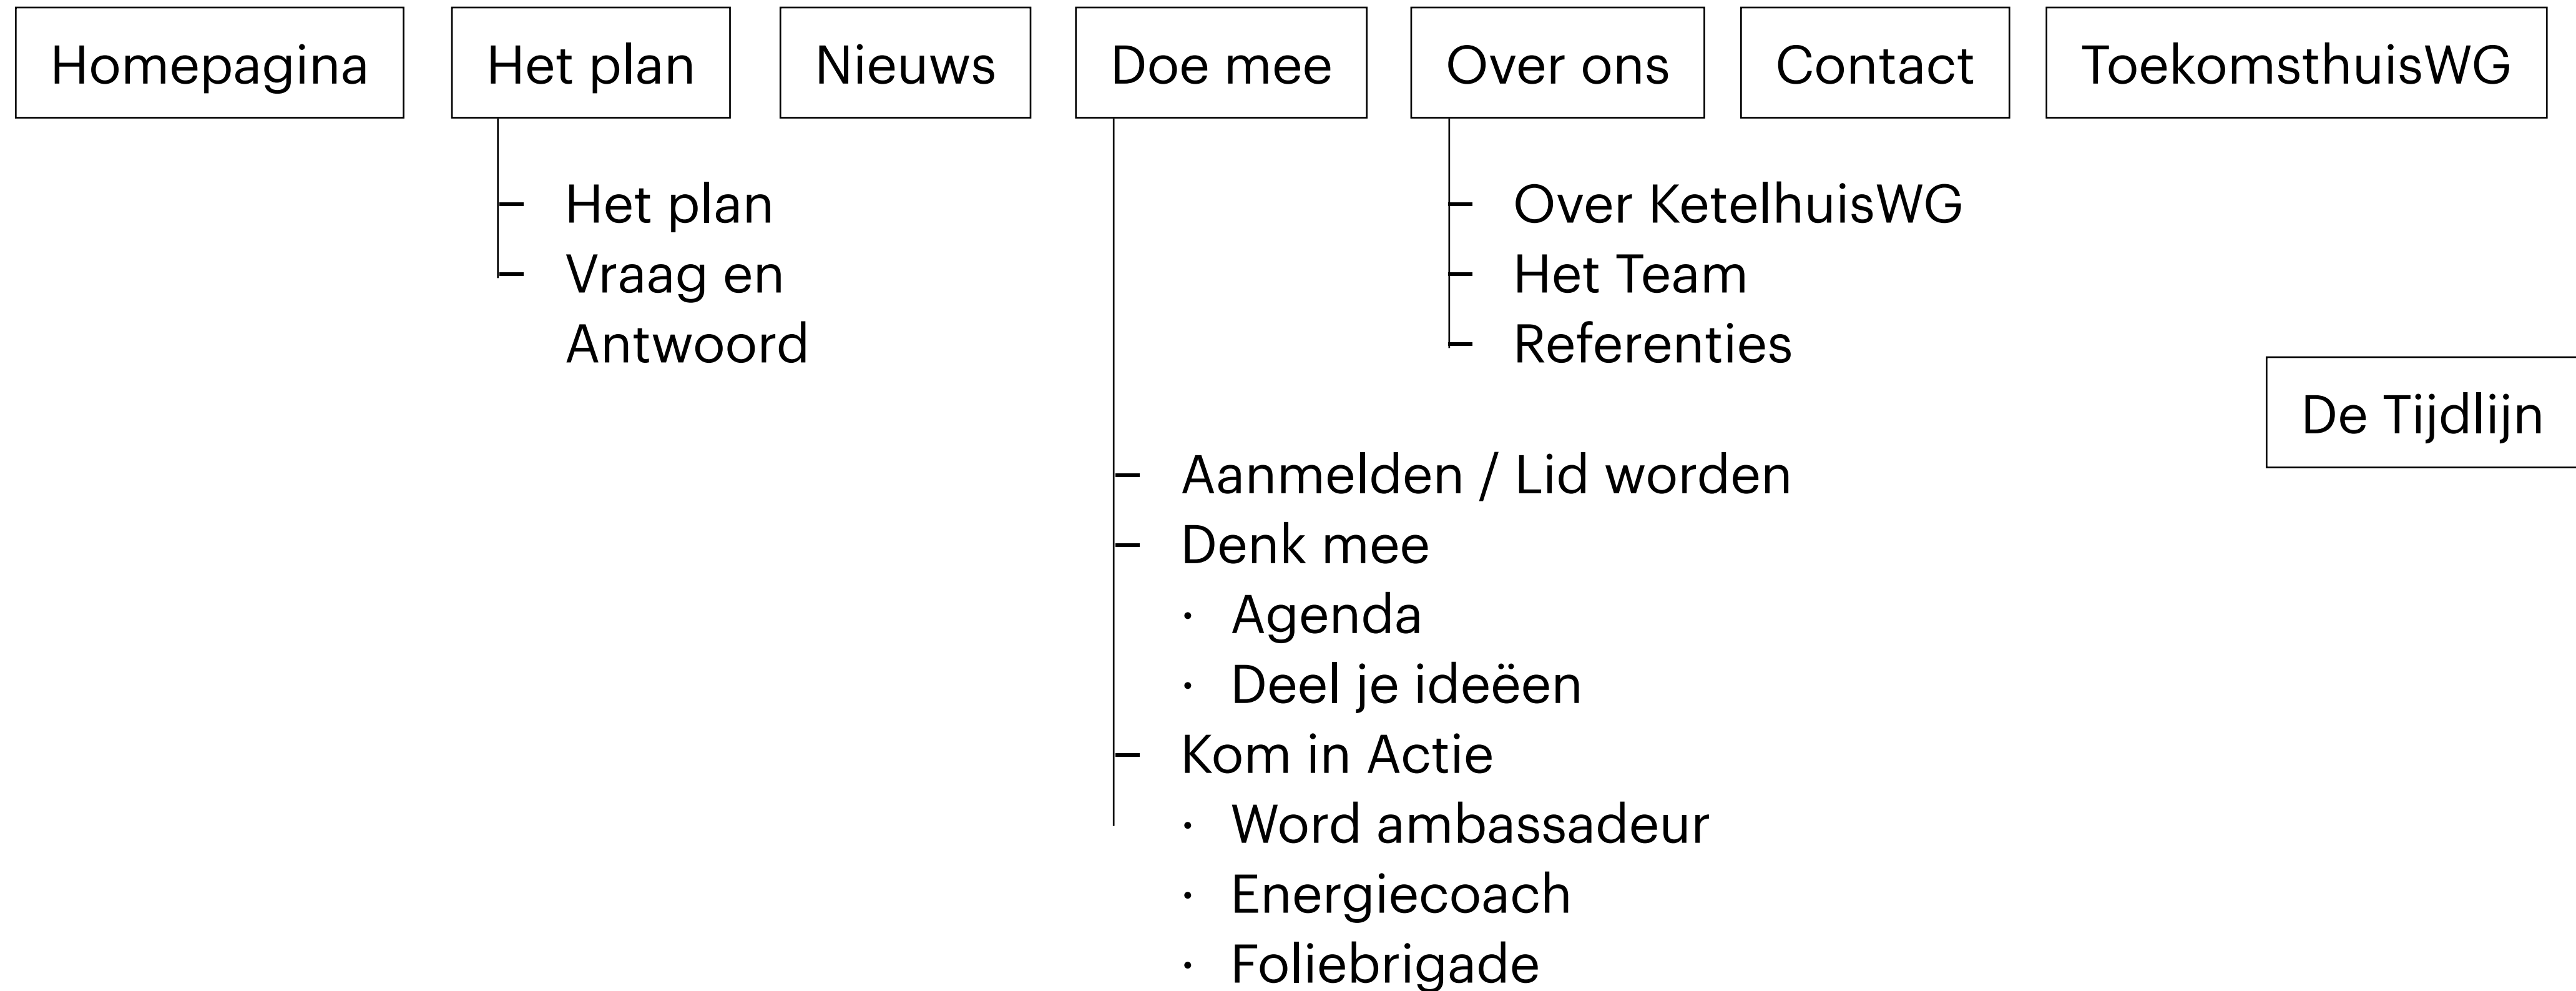 Homepagina
Het plan
Nieuws
Doe mee
Over ons
Contact
ToekomsthuisWG
– Het plan
– Vraag en
Antwoord
– Over KetelhuisWG
– Het Team
– Referenties
De Tijdlijn
– Aanmelden / Lid worden
– Denk mee
· Agenda
· Deel je ideëen
– Kom in Actie
· Word ambassadeur
· Energiecoach
· Foliebrigade